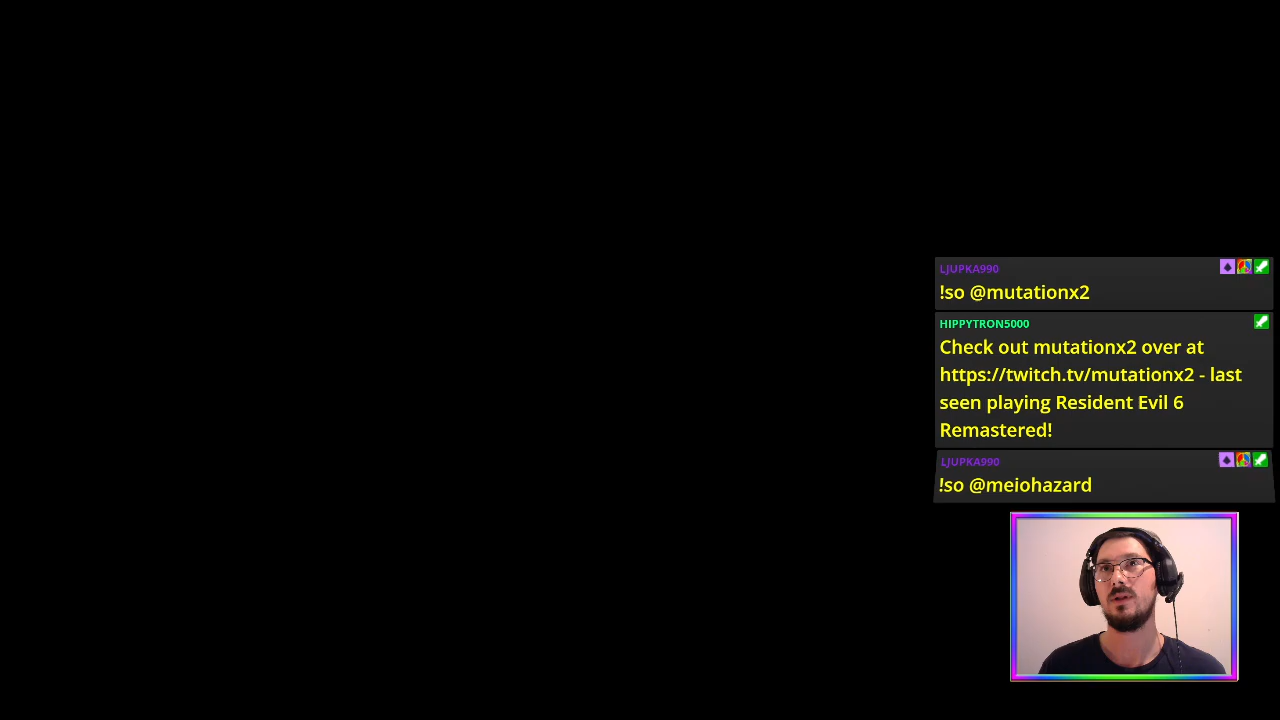 LJUPKA990
!so @mutationx2
HIPPYTRON5000
Check out mutationx2 over at
https://twitch.tv/mutationx2 - last
seen playing Resident Evil 6
Remastered!
LJUPKA990
!so @meiohazard